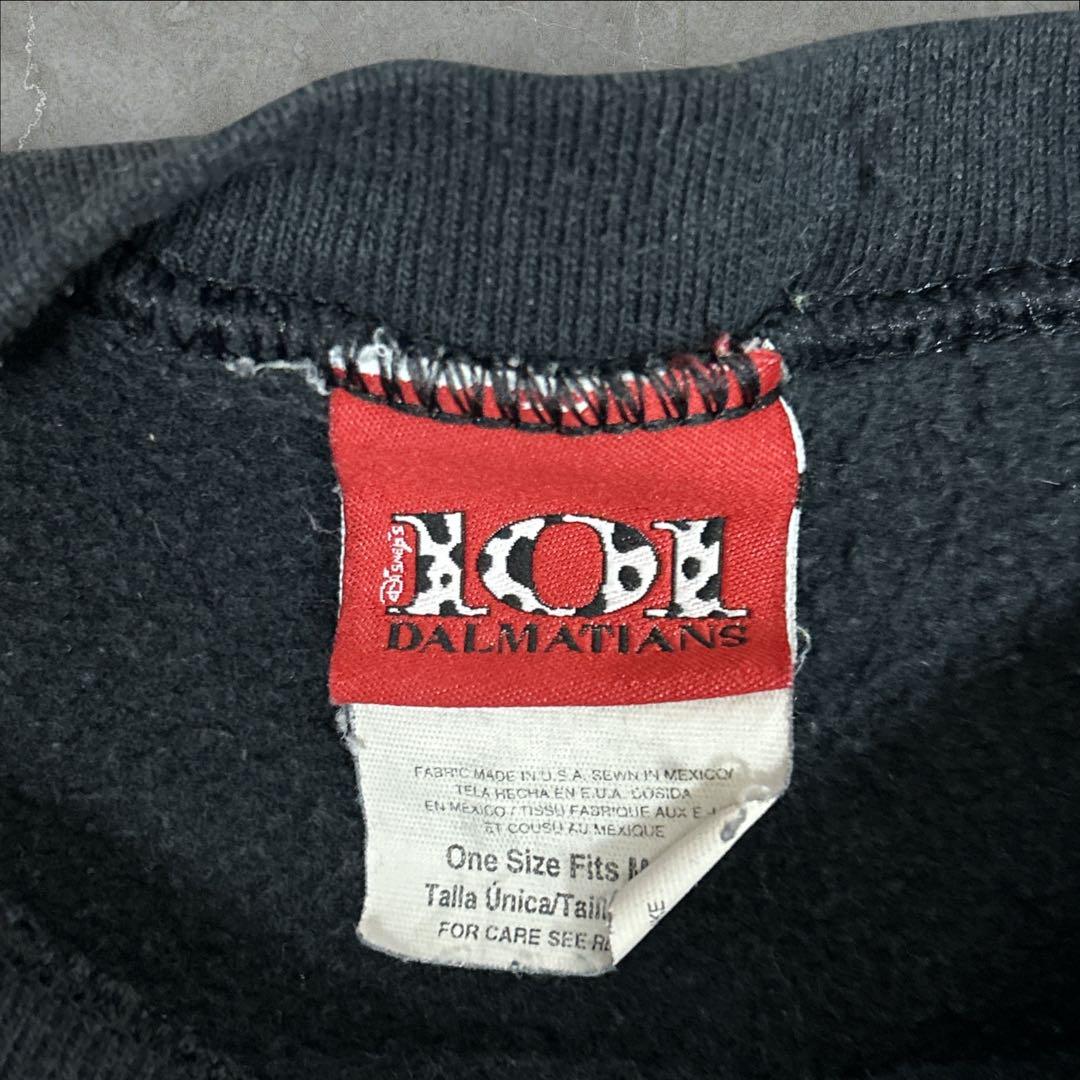 Disney's
101
DALMATIANS
FABRIC MADE IN U.S.A. SEWN IN MEXICO/
TELA HECHA EN E.U.A. COSIDA
EN MEXICO / TISSU FABRIQUE AUX
ET COUSU AU MEXIQUE
One Size Fits
Talla Única/
FOR CARE SEE